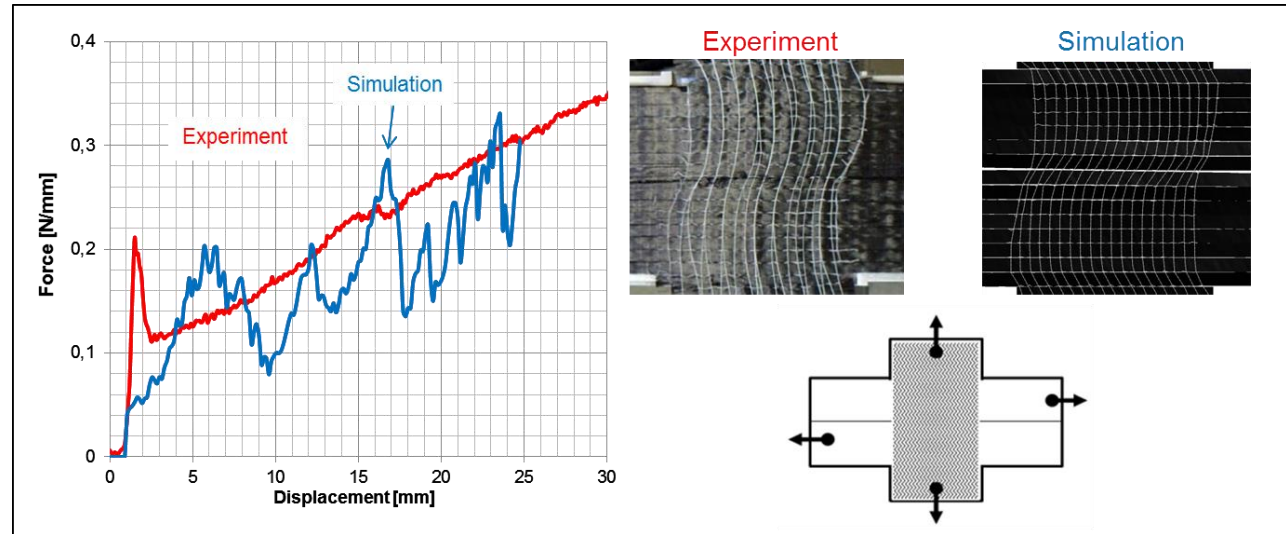 0,4
0,3
0,2
0,1
0
Force [N/mm]
0
5
10
15
20
25
30
Displacement [mm]
Simulation
Experiment
Experiment
Simulation